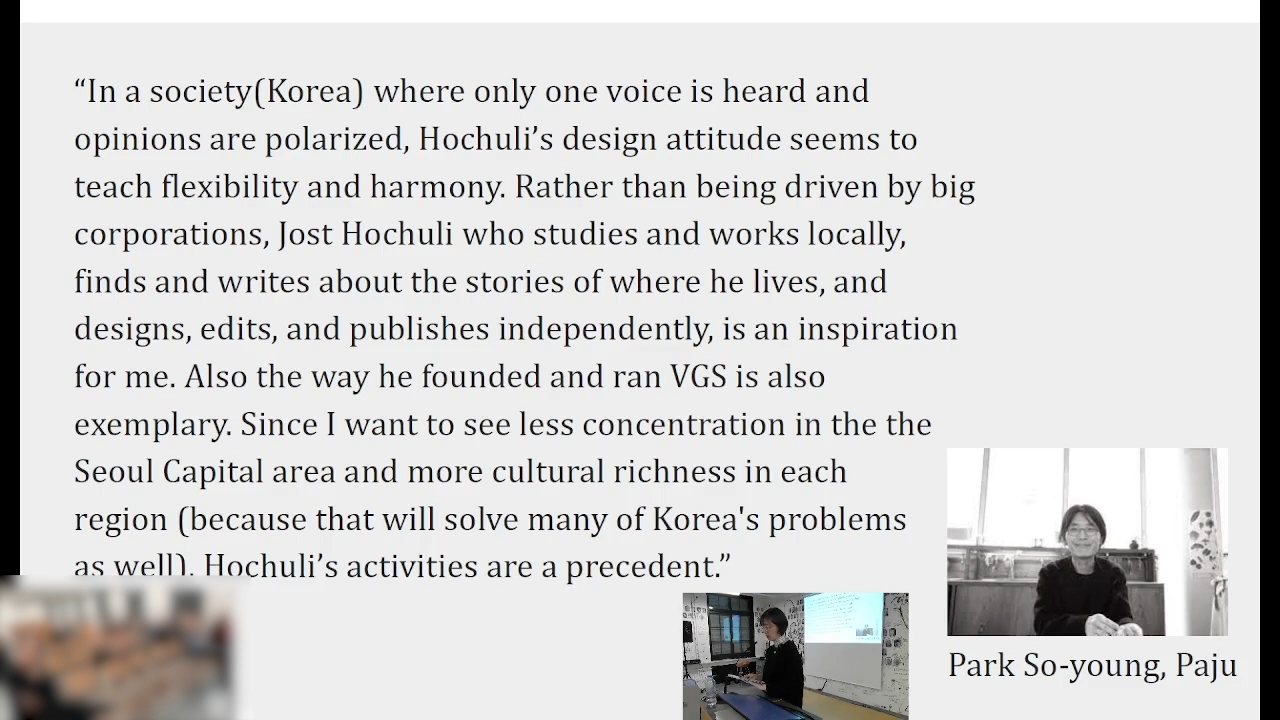 “In a society(Korea) where only one voice is heard and
opinions are polarized, Hochuli’s design attitude seems to
teach flexibility and harmony. Rather than being driven by big
corporations, Jost Hochuli who studies and works locally,
finds and writes about the stories of where he lives, and
designs, edits, and publishes independently, is an inspiration
for me. Also the way he founded and ran VGS is also
exemplary. Since I want to see less concentration in the the
Seoul Capital area and more cultural richness in each
region (because that will solve many of Korea's problems
as well), Hochuli’s activities are a precedent.”
Park So-young, Paju